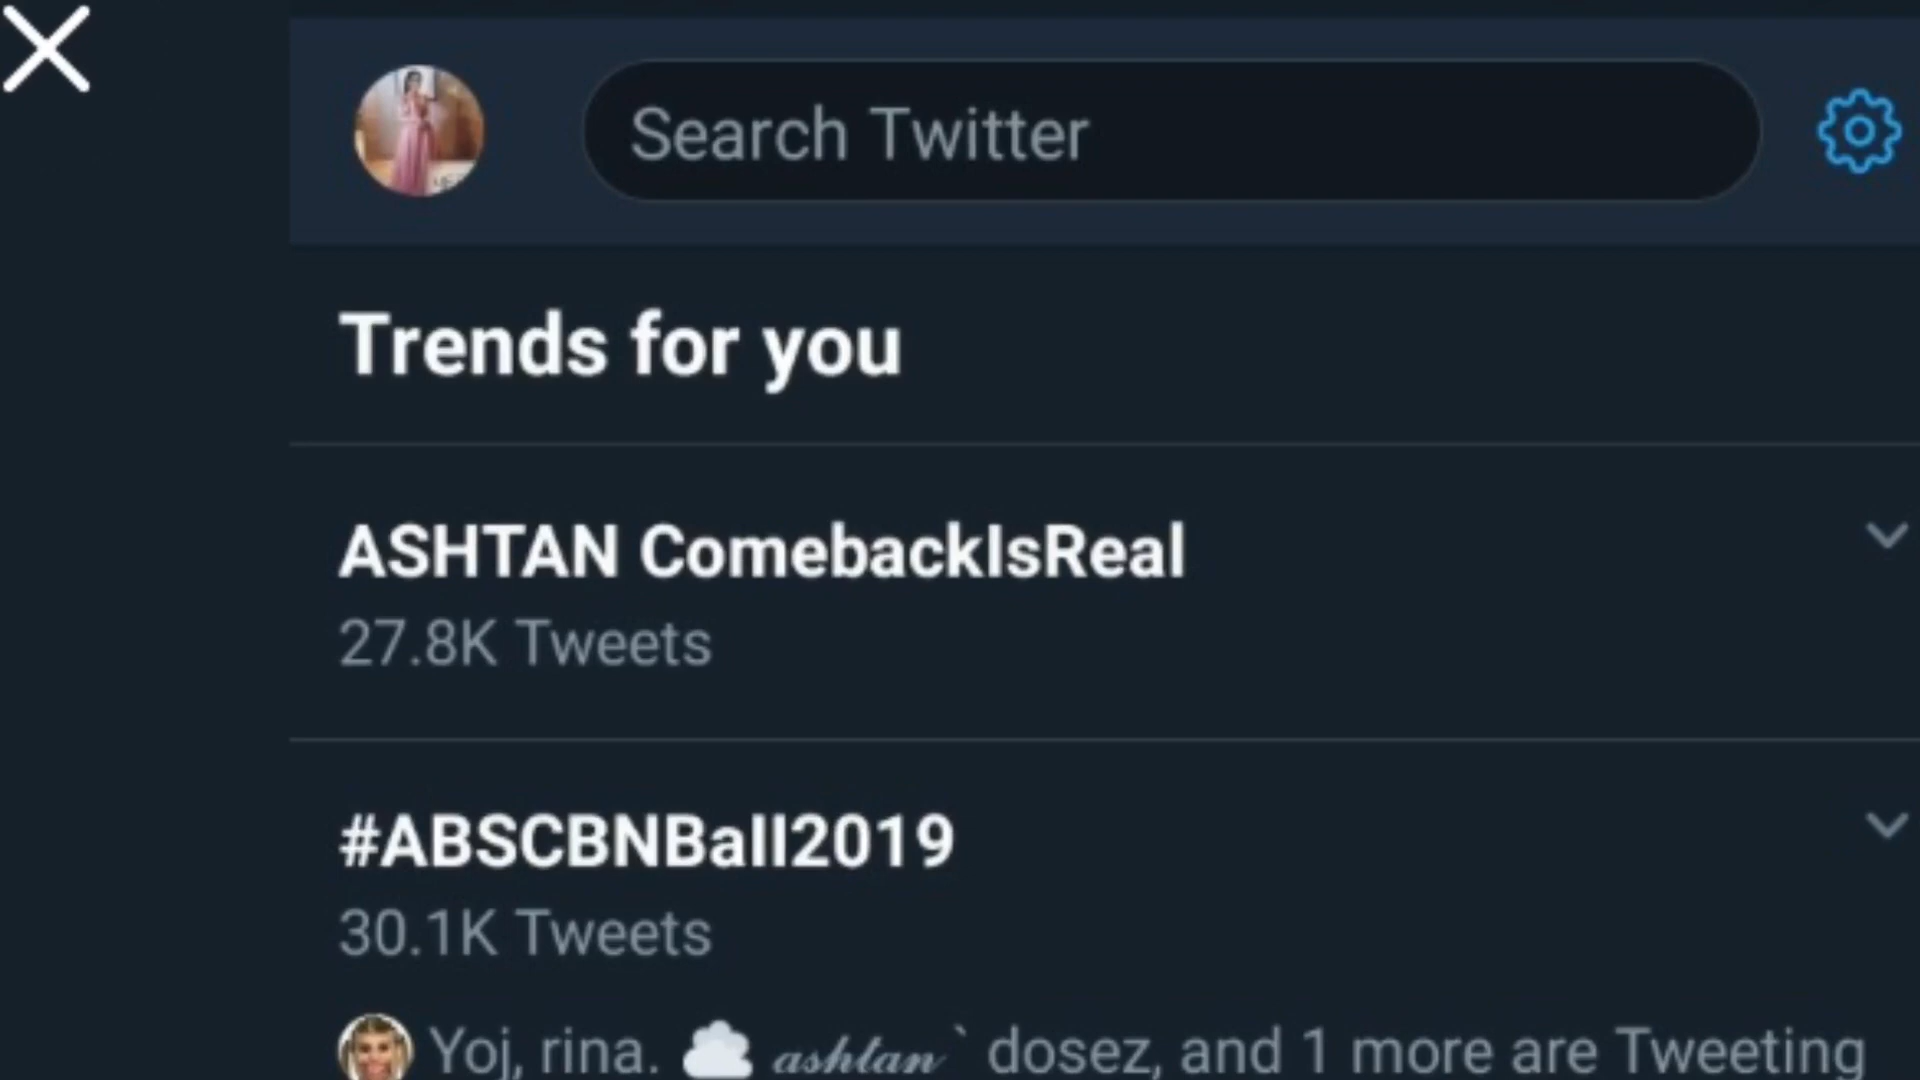 Search Twitter
Trends for you
ASHTAN ComebackIsReal
27.8K Tweets
#ABSCBNBall2019
30.1K Tweets
Yoj, rina. ☁ 𝒶𝓈𝒽𝓉𝒶𝓃 ` dosez, and 1 more are Tweeting